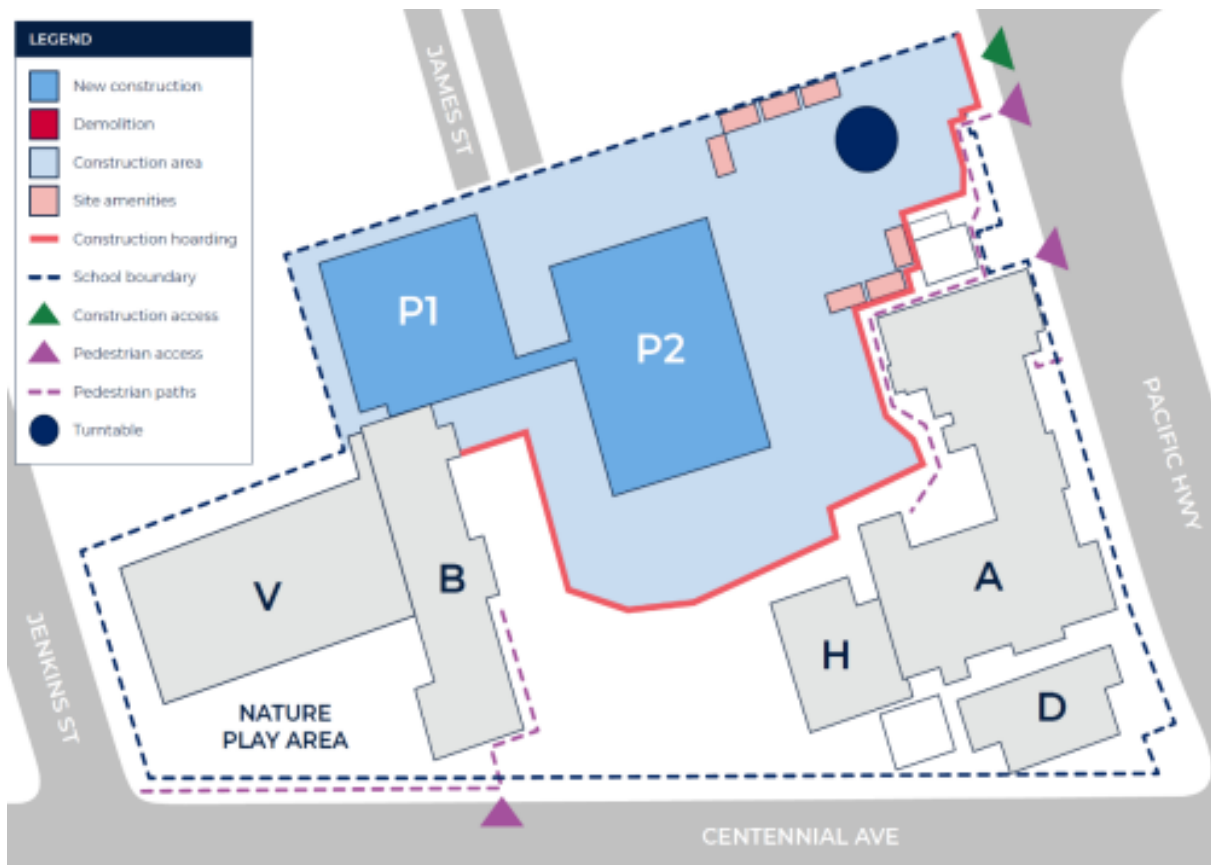 LEGEND
New construction
Demolition
Construction area
Site amenities
Construction hoarding
School boundary
Construction access
Pedestrian access
Pedestrian paths
Turntable
JAMES ST
P1
P2
PACIFIC HWY
V
B
A
H
D
JENKINS ST
NATURE
PLAY AREA
CENTENNIAL AVE